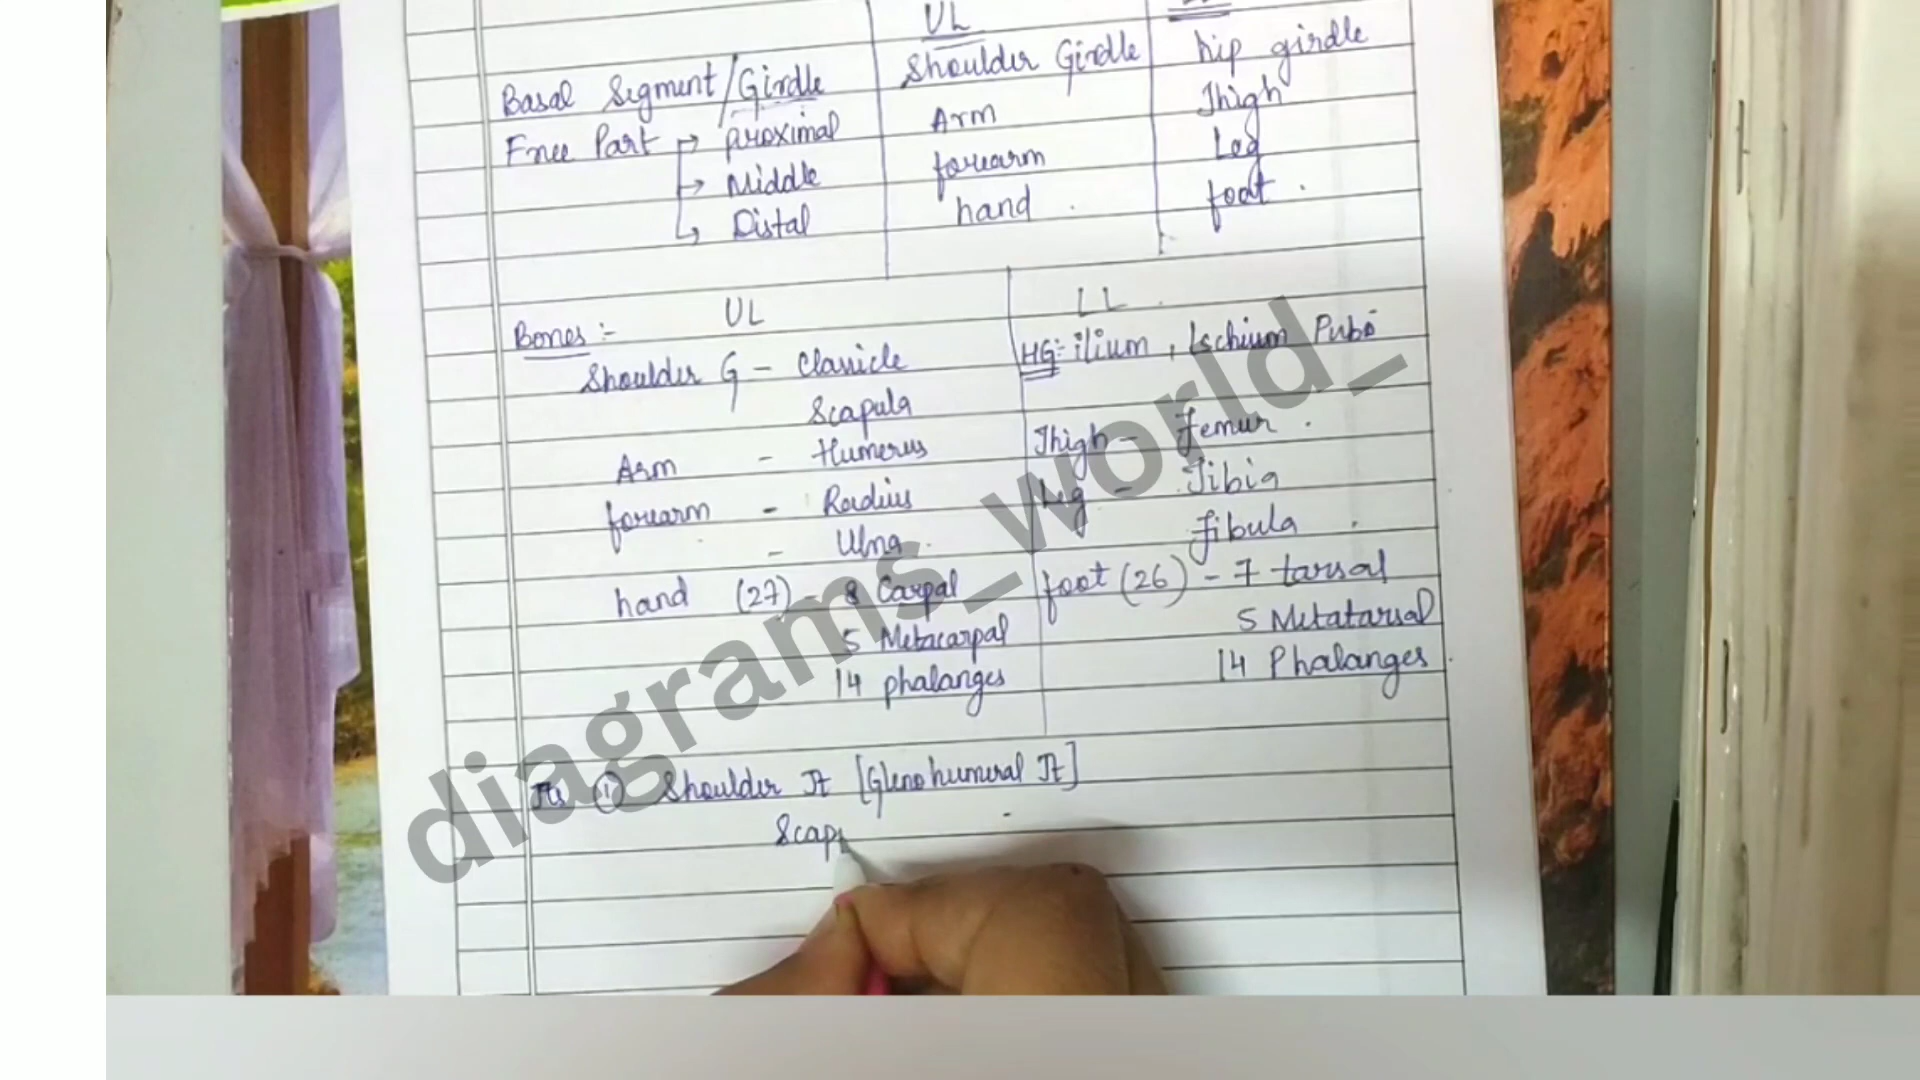 UL
Basal Segment/Girdle Shoulder Girdle hip girdle
Free Part → proximal Arm Thigh
→ Middle forearm Leg
→ Distal hand foot
Bones :- UL LL
Shoulder G - Clavicle HG:- ilium, Ischium Pubis
Scapula
Arm - Humerus Thigh - Femur
forearm - Radius Leg - Tibia
- Ulna fibula
hand (27) - 8 Carpal foot (26) - 7 tarsal
5 Metacarpal 5 Metatarsal
14 phalanges 14 Phalanges
Jts ① Shoulder Jt [Glenohumeral Jt]
Scap
diagrams_world_